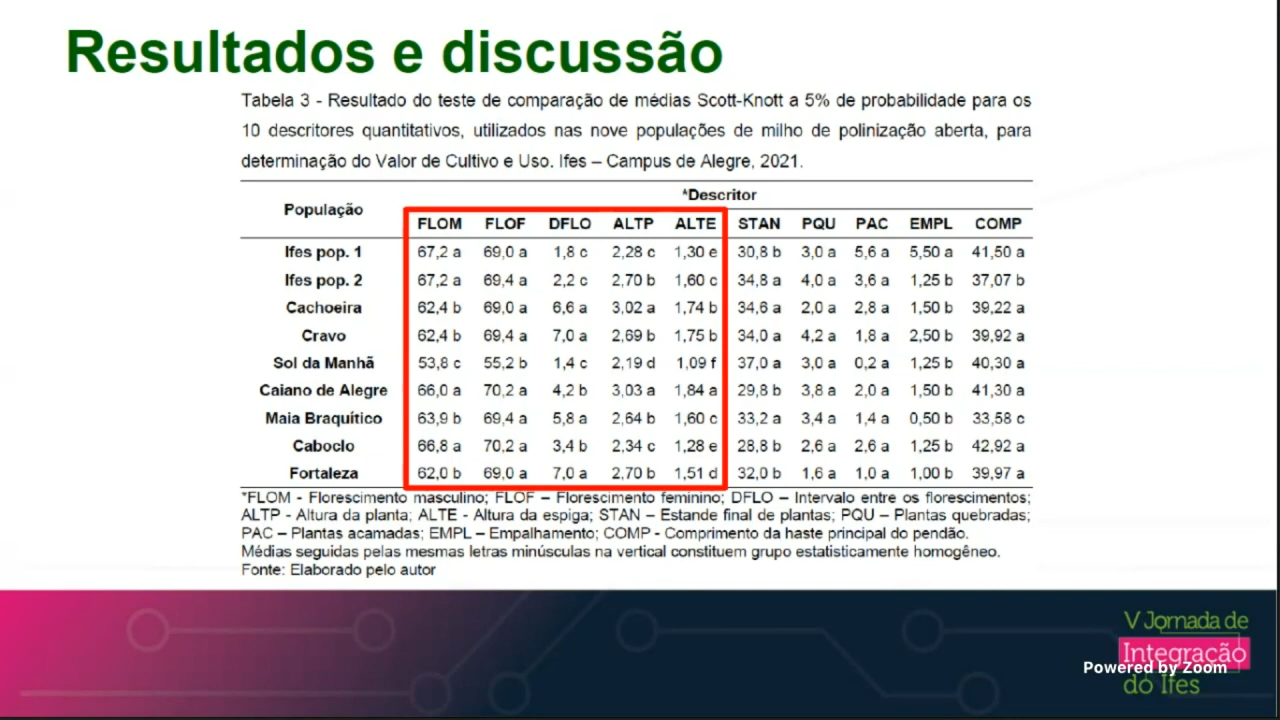 Resultados e discussão
Tabela 3 - Resultado do teste de comparação de médias Scott-Knott a 5% de probabilidade para os
10 descritores quantitativos, utilizados nas nove populações de milho de polinização aberta, para
determinação do Valor de Cultivo e Uso. Ifes – Campus de Alegre, 2021.
População *Descritor
FLOM FLOF DFLO ALTP ALTE STAN PQU PAC EMPL COMP
Ifes pop. 1 67,2 a 69,0 a 1,8 c 2,28 c 1,30 e 30,8 b 3,0 a 5,6 a 5,50 a 41,50 a
Ifes pop. 2 67,2 a 69,4 a 2,2 c 2,70 b 1,60 c 34,8 a 4,0 a 3,6 a 1,25 b 37,07 b
Cachoeira 62,4 b 69,0 a 6,6 a 3,02 a 1,74 b 34,6 a 2,0 a 2,8 a 1,50 b 39,22 a
Cravo 62,4 b 69,4 a 7,0 a 2,69 b 1,75 b 34,0 a 4,2 a 1,8 a 2,50 b 39,92 a
Sol da Manhã 53,8 c 55,2 b 1,4 c 2,19 d 1,09 f 37,0 a 3,0 a 0,2 a 1,25 b 40,30 a
Caiano de Alegre 66,0 a 70,2 a 4,2 b 3,03 a 1,84 a 29,8 b 3,8 a 2,0 a 1,50 b 41,30 a
Maia Braquítico 63,9 b 69,4 a 5,8 a 2,64 b 1,60 c 33,2 a 3,4 a 1,4 a 0,50 b 33,58 c
Caboclo 66,8 a 70,2 a 3,4 b 2,34 c 1,28 e 28,8 b 2,6 a 2,6 a 1,25 b 42,92 a
Fortaleza 62,0 b 69,0 a 7,0 a 2,70 b 1,51 d 32,0 b 1,6 a 1,0 a 1,00 b 39,97 a
*FLOM - Florescimento masculino; FLOF – Florescimento feminino; DFLO – Intervalo entre os florescimentos;
ALTP - Altura da planta; ALTE - Altura da espiga; STAN – Estande final de plantas; PQU – Plantas quebradas;
PAC – Plantas acamadas; EMPL – Empalhamento; COMP - Comprimento da haste principal do pendão.
Médias seguidas pelas mesmas letras minúsculas na vertical constituem grupo estatisticamente homogêneo.
Fonte: Elaborado pelo autor
V Jornada de
Integração
Powered by Zoom
do Ifes